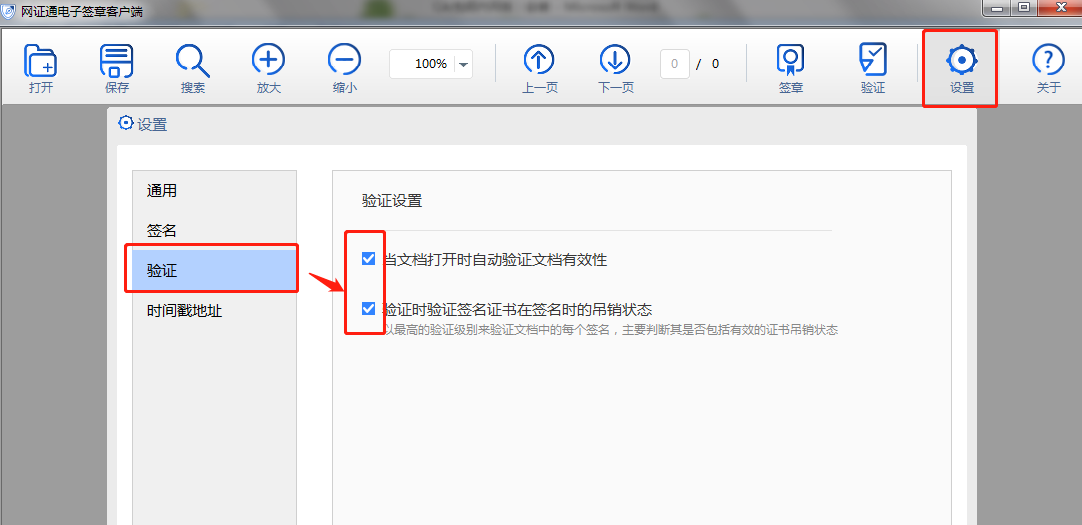 网证通电子签章客户端
打开 保存 搜索 放大 缩小 100% 上一页 下一页 0 / 0 签章 验证 设置 ? 关于
设置
通用
签名
验证
时间戳地址
验证设置
当文档打开时自动验证文档有效性
验证时验证签名证书在签名时的吊销状态
以最高的验证级别来验证文档中的每个签名，主要判断其是否包括有效的证书吊销状态